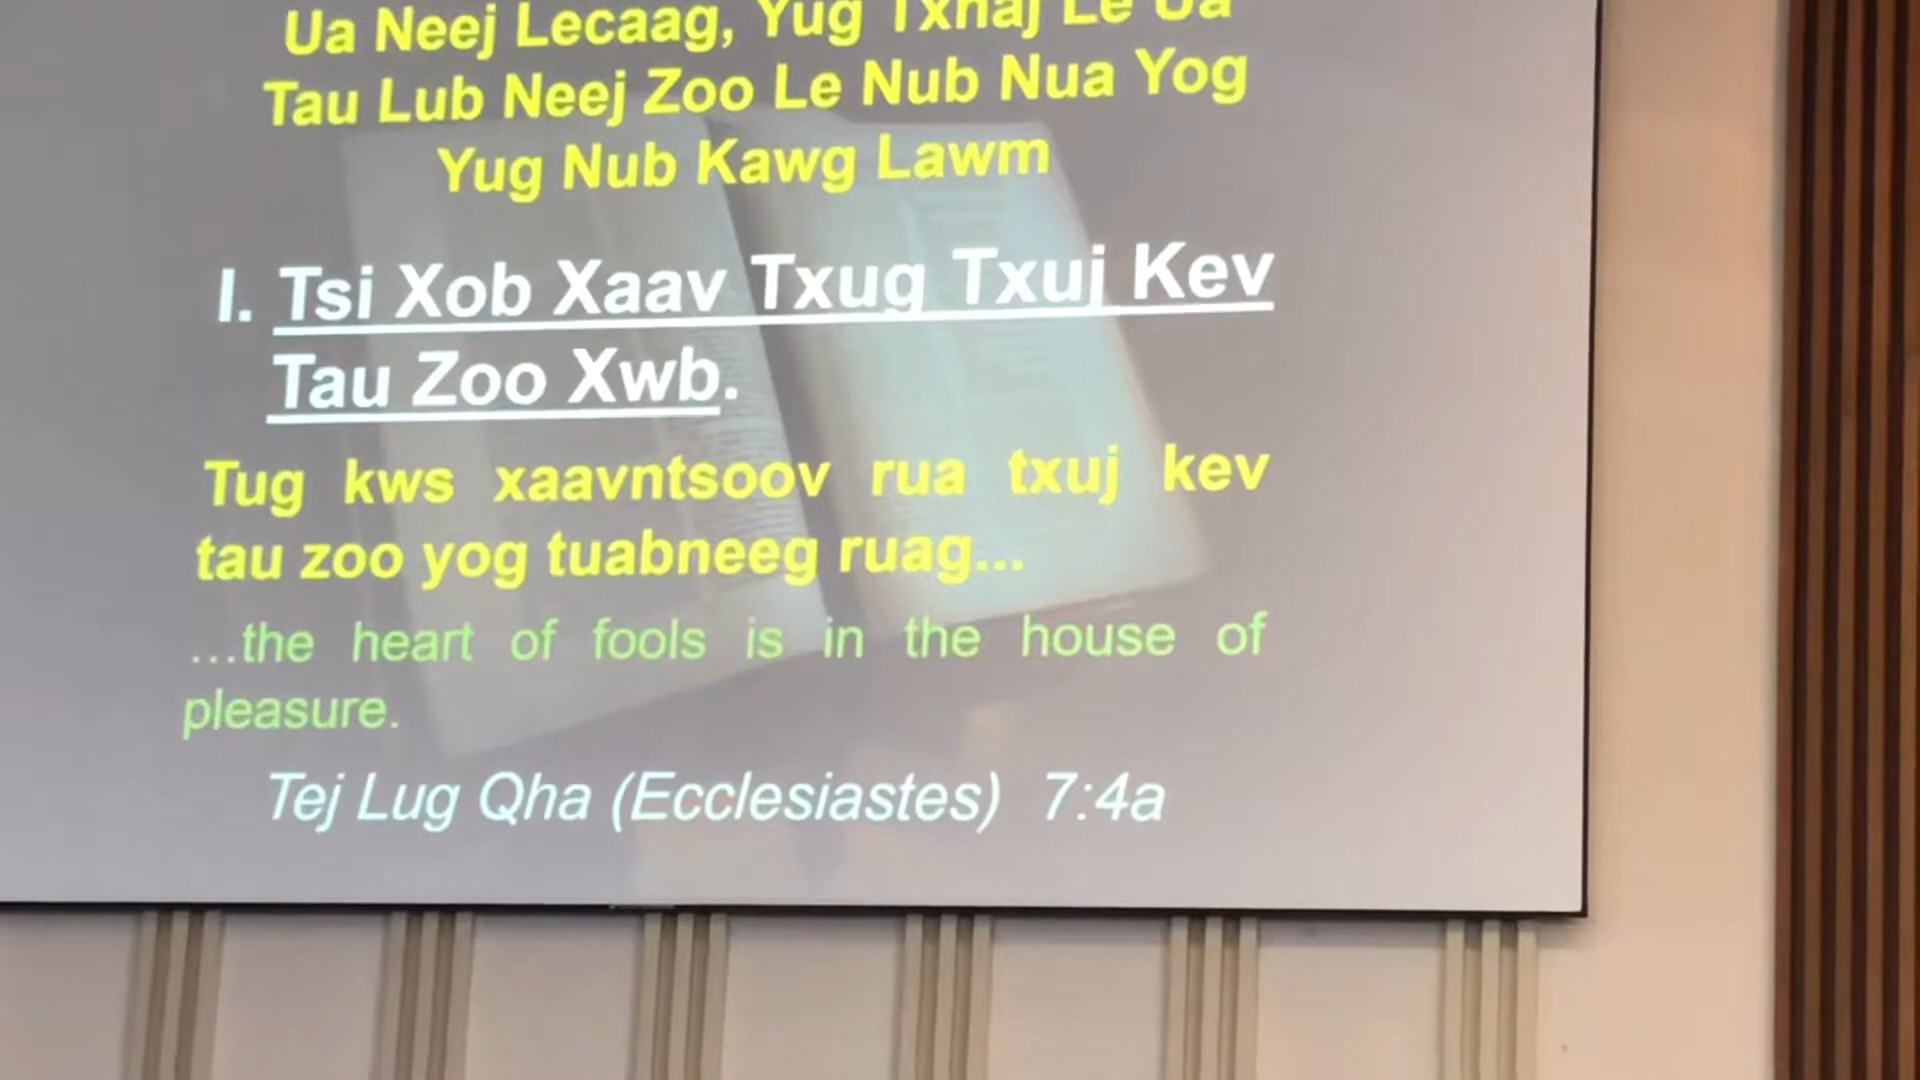 Ua Neej Lecaag, Yug Txhaj Le Ua
Tau Lub Neej Zoo Le Nub Nua Yog
Yug Nub Kawg Lawm
I. Tsi Xob Xaav Txug Txuj Kev
Tau Zoo Xwb.
Tug kws xaavntsoov rua txuj kev
tau zoo yog tuabneeg ruag...
...the heart of fools is in the house of
pleasure.
Tej Lug Qha (Ecclesiastes) 7:4a